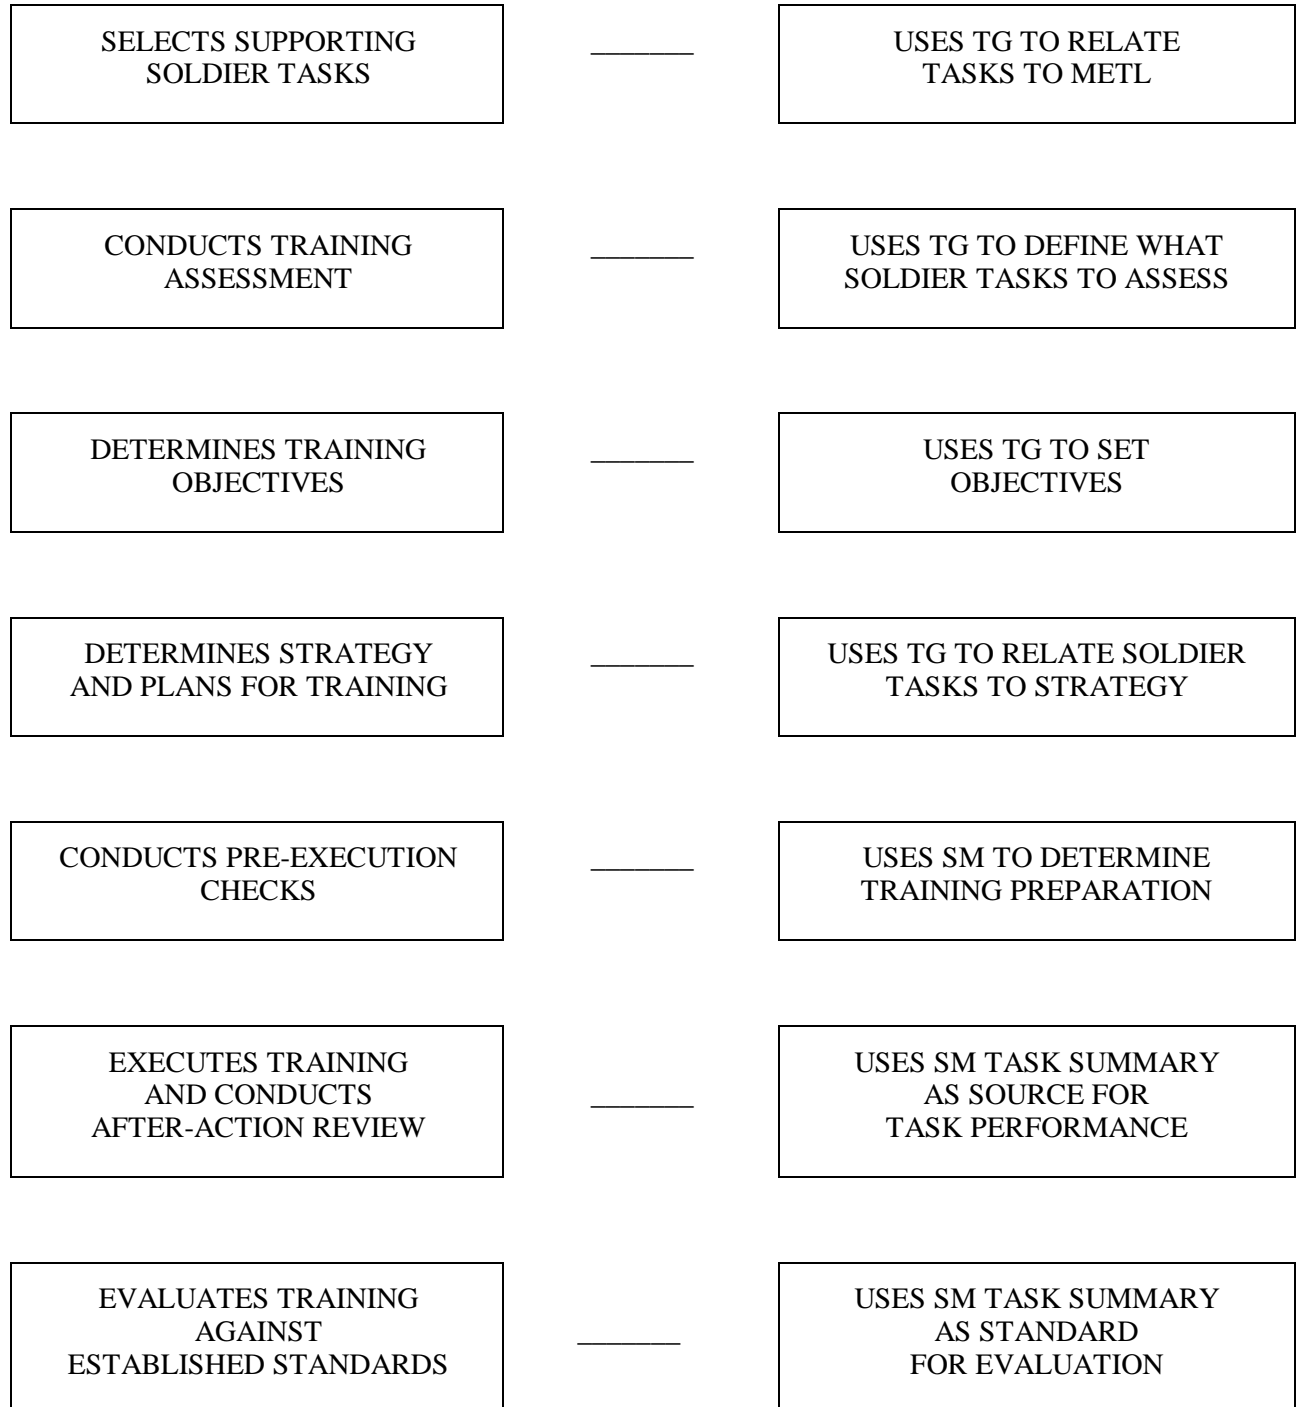 SELECTS SUPPORTING
SOLDIER TASKS
USES TG TO RELATE
TASKS TO METL
CONDUCTS TRAINING
ASSESSMENT
USES TG TO DEFINE WHAT
SOLDIER TASKS TO ASSESS
DETERMINES TRAINING
OBJECTIVES
USES TG TO SET
OBJECTIVES
DETERMINES STRATEGY
AND PLANS FOR TRAINING
USES TG TO RELATE SOLDIER
TASKS TO STRATEGY
CONDUCTS PRE-EXECUTION
CHECKS
USES SM TO DETERMINE
TRAINING PREPARATION
EXECUTES TRAINING
AND CONDUCTS
AFTER-ACTION REVIEW
USES SM TASK SUMMARY
AS SOURCE FOR
TASK PERFORMANCE
EVALUATES TRAINING
AGAINST
ESTABLISHED STANDARDS
USES SM TASK SUMMARY
AS STANDARD
FOR EVALUATION